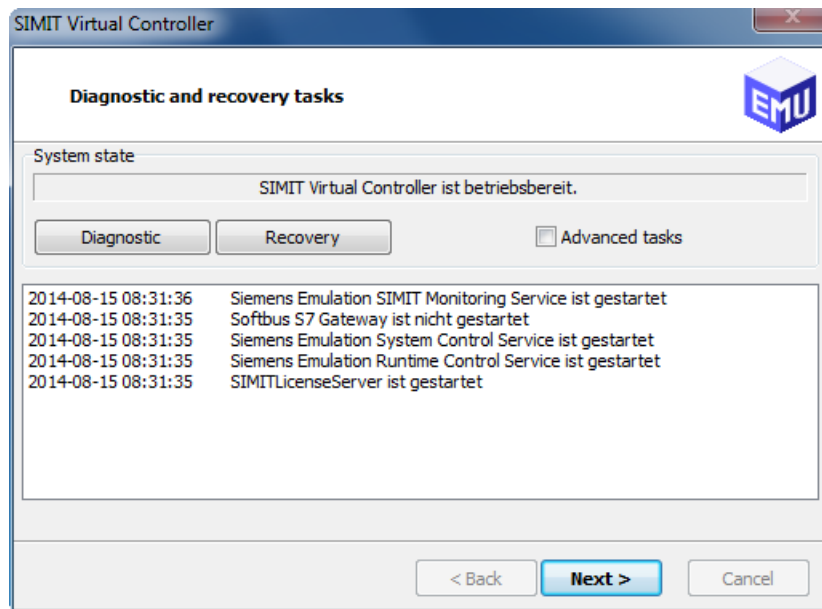 SIMIT Virtual Controller
Diagnostic and recovery tasks
EMU
System state
SIMIT Virtual Controller ist betriebsbereit.
Diagnostic Recovery Advanced tasks
2014-08-15 08:31:36 Siemens Emulation SIMIT Monitoring Service ist gestartet
2014-08-15 08:31:35 Softbus S7 Gateway ist nicht gestartet
2014-08-15 08:31:35 Siemens Emulation System Control Service ist gestartet
2014-08-15 08:31:35 Siemens Emulation Runtime Control Service ist gestartet
2014-08-15 08:31:35 SIMITLicenseServer ist gestartet
< Back Next > Cancel